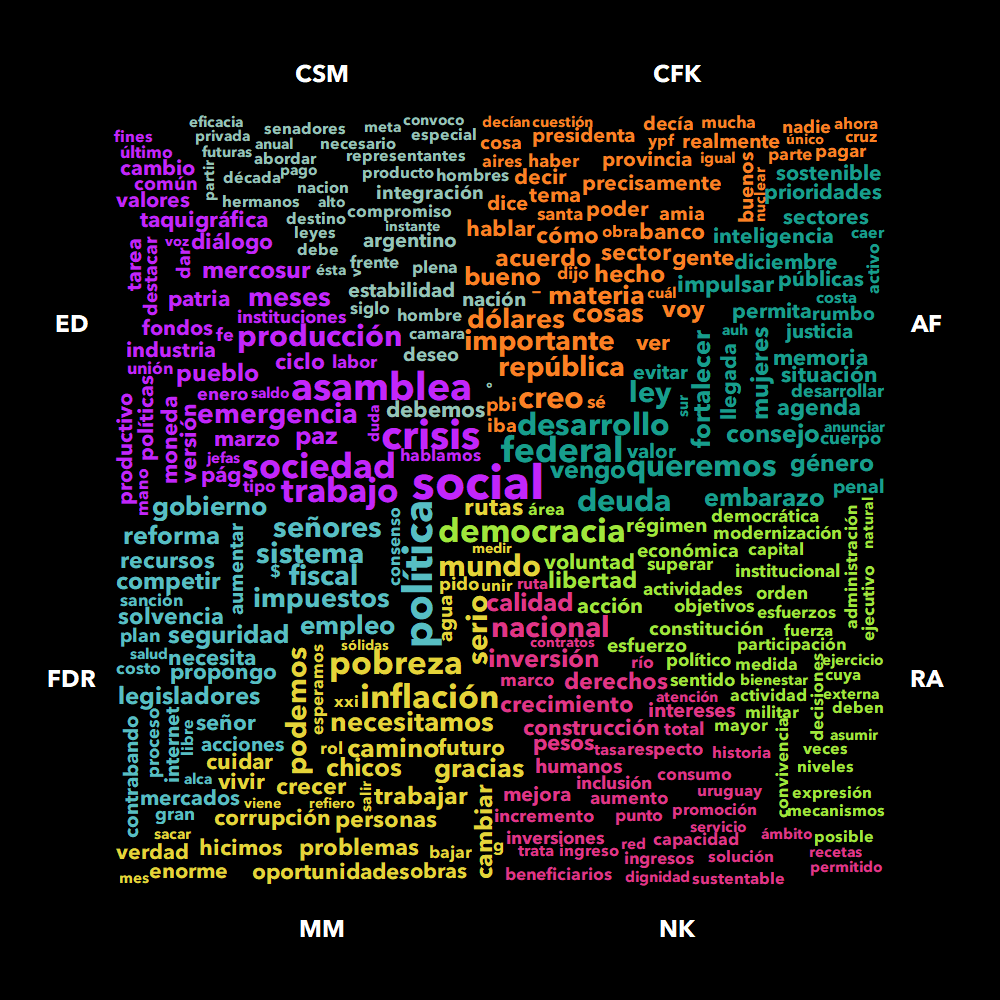 CSM CFK
eficacia convoco decían cuestión
fines privada senadores meta especial cosa presidenta decía mucha nadie ahora
último futuras anual necesario ypf realmente único cruz
cambio partir abordar representantes aires haber provincia igual parte pagar
común década pago producto hombres decir precisamente buenos nuclear sostenible
valores hermanos nacion alto integración dice tema prioridades
taquigráfica destino compromiso santa poder amia sectores
tarea destacar voz dar diálogo leyes instante hablar cómo obra banco inteligencia caer
debe argentino acuerdo sector gente diciembre activo
mercosur ésta v frente plena bueno dijo hecho impulsar públicas
patria meses estabilidad nación – materia cuál costa
ED instituciones siglo hombre dólares cosas voy permita rumbo AF
fondos fe producción camara importante ver fortalecer auh justicia
industria ciclo labor deseo república llegada mujeres memoria
unión pueblo asamblea ° evitar situación
productivo políticas enero saldo creo sé ley sur desarrollar
moneda versión emergencia duda debemos pbi agenda
marzo paz crisis iba desarrollo consejo anunciar cuerpo
mano jefas sociedad hablamos federal valor
pág tipo trabajo social vengo queremos género
deuda embarazo penal
gobierno política rutas área democrática administración natural
reforma señores consenso democracia régimen modernización
recursos aumentar sistema medir económica capital
competir $ fiscal mundo voluntad superar institucional
sanción impuestos pido unir ruta libertad actividades orden ejecutivo
solvencia agua serio calidad acción objetivos esfuerzos
plan seguridad empleo nacional constitución fuerza
salud necesita sólidas contratos esfuerzo participación
FDR costo propongo podemos esperamos pobreza inversión río político medida ejercicio RA
legisladores xxi inflación marco derechos sentido bienestar decisiones cuya
contrabando proceso internet libre señor necesitamos crecimiento atención actividad externa
intereses militar deben
acciones rol camino futuro construcción total mayor convivencia asumir
cuidar chicos gracias pesos tasa respecto historia veces
alca vivir crecer salir humanos consumo niveles
mercados viene refiero trabajar cambiar inclusión uruguay expresión
gran corrupción personas mejora aumento promoción mecanismos
sacar incremento punto servicio ámbito
verdad hicimos problemas bajar g inversiones red capacidad posible
trata ingreso ingresos solución recetas
mes enorme oportunidades obras beneficiarios dignidad sustentable permitido
MM NK